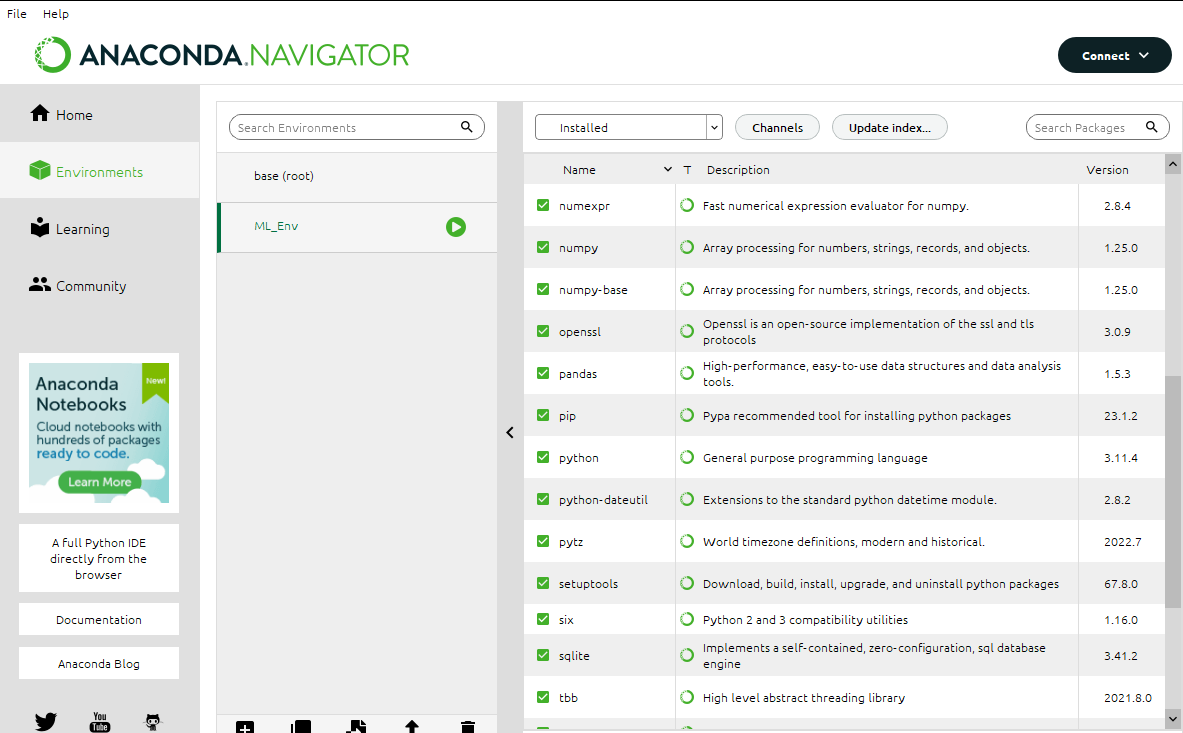 File Help
ANACONDA.NAVIGATOR
Connect
Home
Environments
Learning
Community
Anaconda
Notebooks
New!
Cloud notebooks with
hundreds of packages
ready to code.
Learn More
A full Python IDE
directly from the
browser
Documentation
Anaconda Blog
You
Tube
Search Environments
base (root)
ML_Env
Installed
Channels
Update index...
Search Packages
Name T Description Version
numexpr Fast numerical expression evaluator for numpy. 2.8.4
numpy Array processing for numbers, strings, records, and objects. 1.25.0
numpy-base Array processing for numbers, strings, records, and objects. 1.25.0
openssl Openssl is an open-source implementation of the ssl and tls
protocols 3.0.9
pandas High-performance, easy-to-use data structures and data analysis
tools. 1.5.3
pip Pypa recommended tool for installing python packages 23.1.2
python General purpose programming language 3.11.4
python-dateutil Extensions to the standard python datetime module. 2.8.2
pytz World timezone definitions, modern and historical. 2022.7
setuptools Download, build, install, upgrade, and uninstall python packages 67.8.0
six Python 2 and 3 compatibility utilities 1.16.0
sqlite Implements a self-contained, zero-configuration, sql database
engine 3.41.2
tbb High level abstract threading library 2021.8.0